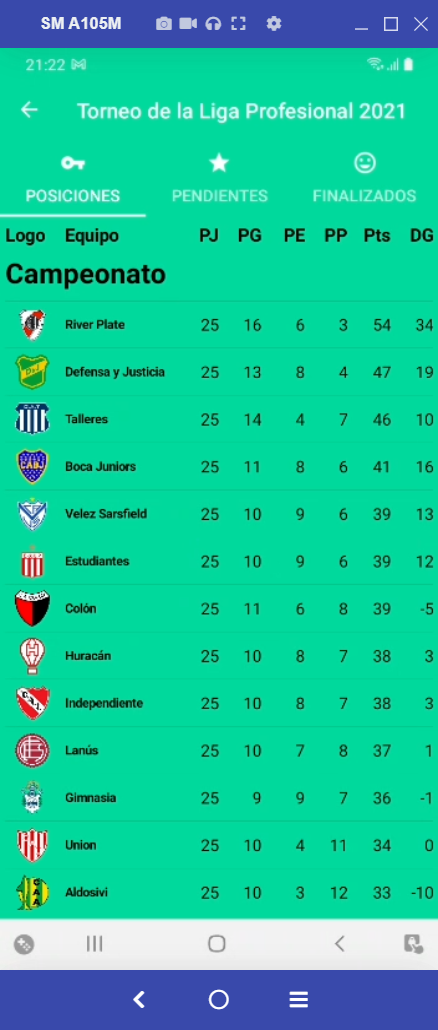 SM A105M
21:22
Torneo de la Liga Profesional 2021
POSICIONES PENDIENTES FINALIZADOS
Logo Equipo PJ PG PE PP Pts DG
Campeonato
River Plate 25 16 6 3 54 34
Defensa y Justicia 25 13 8 4 47 19
Talleres 25 14 4 7 46 10
Boca Juniors 25 11 8 6 41 16
Velez Sarsfield 25 10 9 6 39 13
Estudiantes 25 10 9 6 39 12
Colón 25 11 6 8 39 -5
Huracán 25 10 8 7 38 3
Independiente 25 10 8 7 38 3
Lanús 25 10 7 8 37 1
Gimnasia 25 9 9 7 36 -1
Union 25 10 4 11 34 0
Aldosivi 25 10 3 12 33 -10